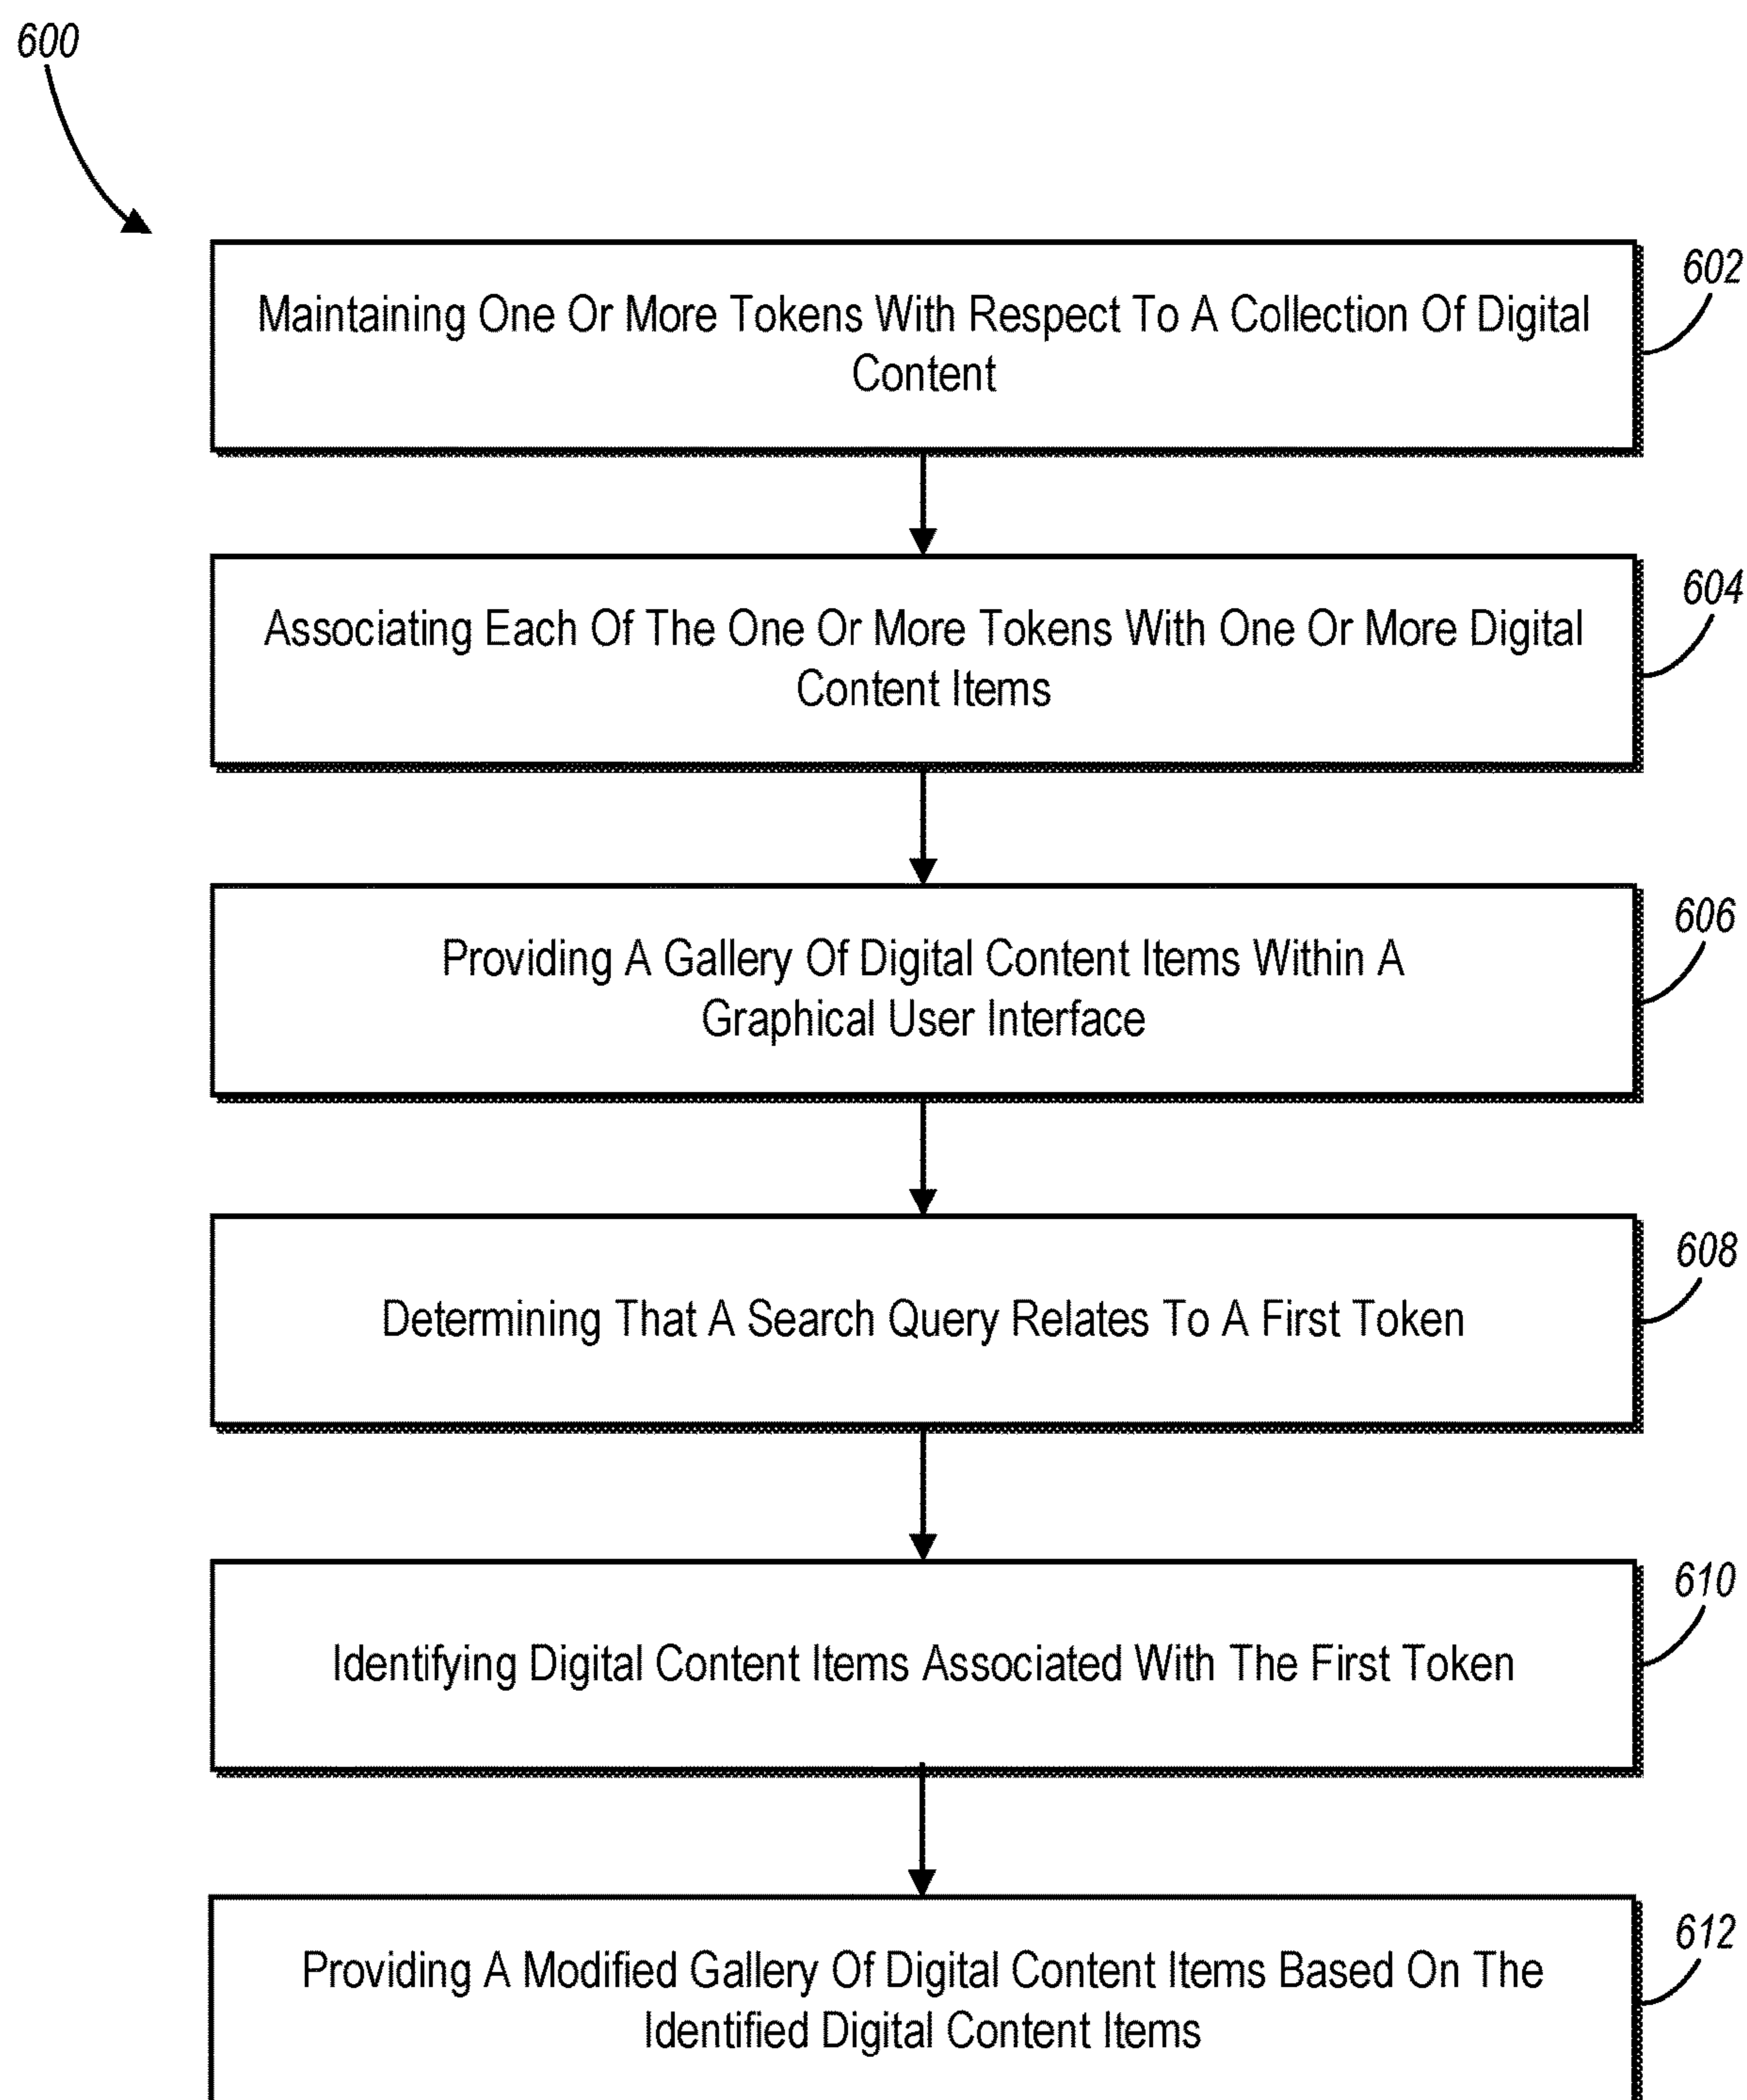 600
602
Maintaining One Or More Tokens With Respect To A Collection Of Digital
Content
604
Associating Each Of The One Or More Tokens With One Or More Digital
Content Items
606
Providing A Gallery Of Digital Content Items Within A
Graphical User Interface
608
Determining That A Search Query Relates To A First Token
610
Identifying Digital Content Items Associated With The First Token
612
Providing A Modified Gallery Of Digital Content Items Based On The
Identified Digital Content Items